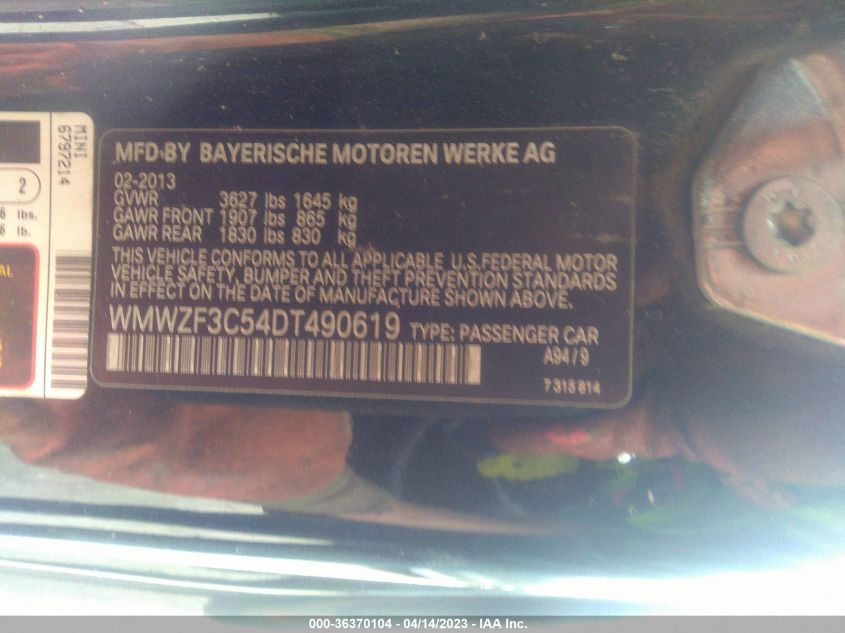 MINI
6797214
2
lbs.
lb.
AL
MFD.BY BAYERISCHE MOTOREN WERKE AG
02-2013
GVWR 3627 lbs 1645 kg
GAWR FRONT 1907 lbs 865 kg
GAWR REAR 1830 lbs 830 kg
THIS VEHICLE CONFORMS TO ALL APPLICABLE U.S.FEDERAL MOTOR
VEHICLE SAFETY, BUMPER AND THEFT PREVENTION STANDARDS
IN EFFECT ON THE DATE OF MANUFACTURE SHOWN ABOVE.
WMWZF3C54DT490619 TYPE: PASSENGER CAR
A94/9
7 315 814
000-36370104 - 04/14/2023 - IAA Inc.